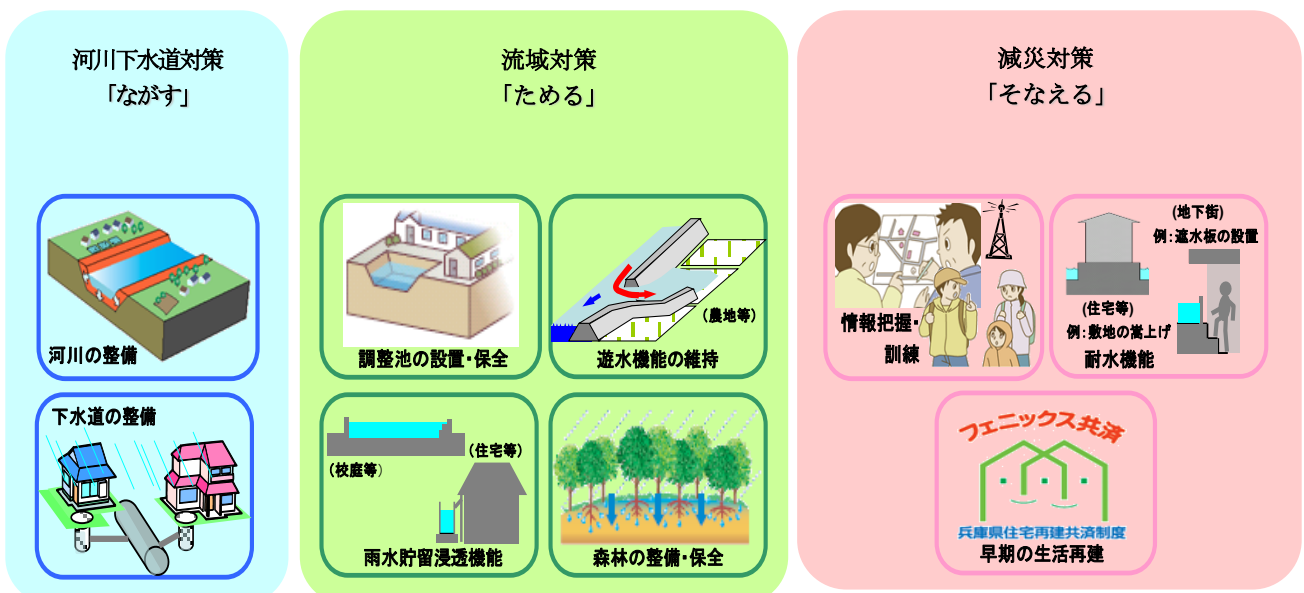 河川下水道対策
「ながす」
河川の整備
下水道の整備
流域対策
「ためる」
調整池の設置・保全
(農地等)
遊水機能の維持
(校庭等)
(住宅等)
雨水貯留浸透機能
森林の整備・保全
減災対策
「そなえる」
情報把握・
訓練
(地下街)
例：遮水板の設置
(住宅等)
例：敷地の嵩上げ
耐水機能
フェニックス共済
兵庫県住宅再建共済制度
早期の生活再建